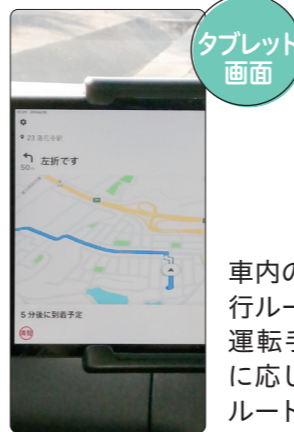 タブレット
画面
左折です
50m
5分後に到着予定
車内の
行ルー
運転手
に応じ
ルート